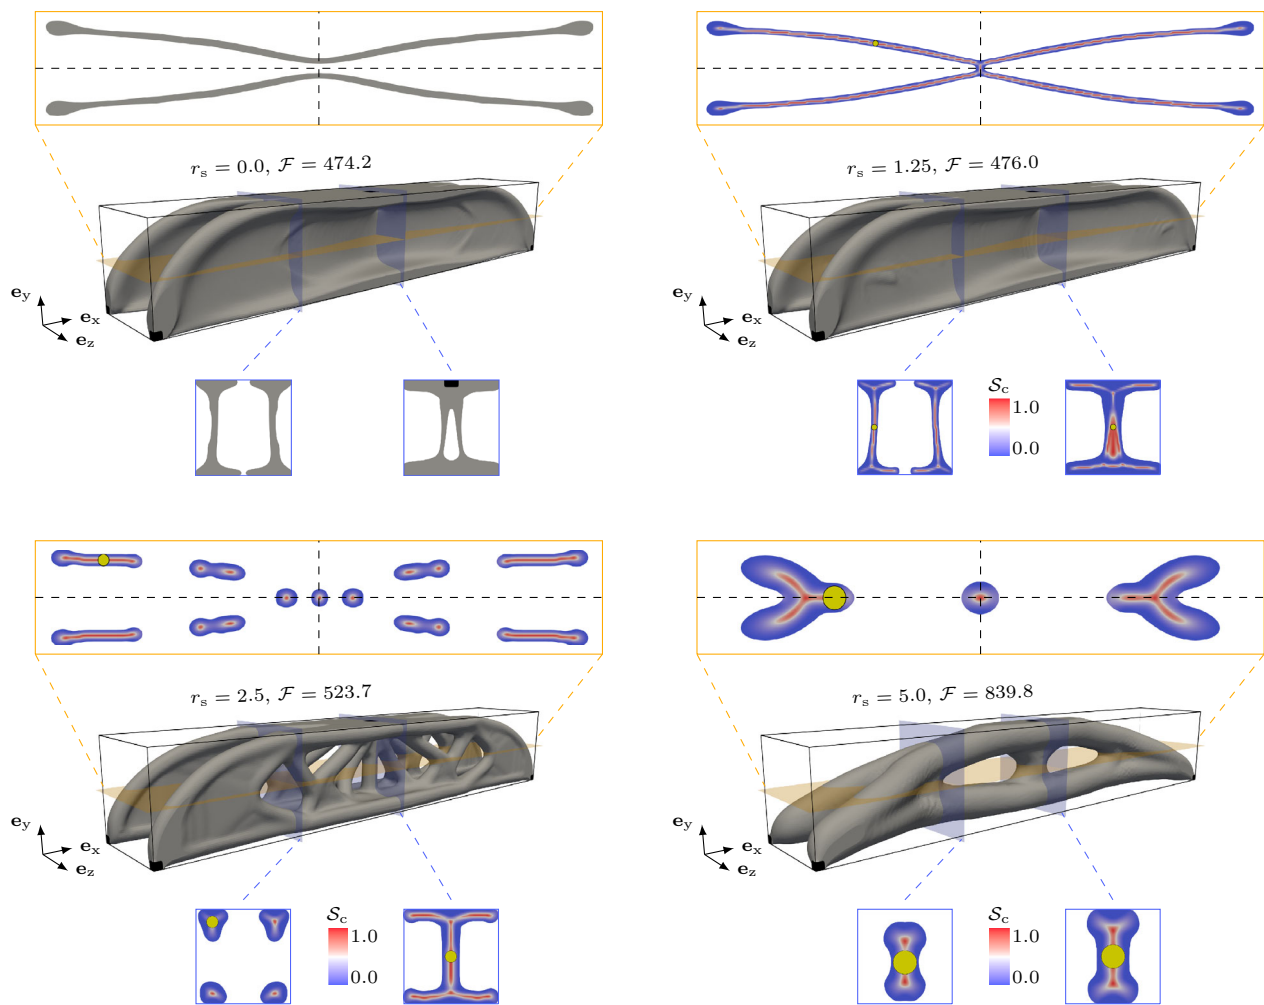 r_s = 0.0, ℱ = 474.2
e_y
e_x
e_z
r_s = 1.25, ℱ = 476.0
e_y
e_x
e_z
𝒮_c
1.0
0.0
r_s = 2.5, ℱ = 523.7
e_y
e_x
e_z
𝒮_c
1.0
0.0
r_s = 5.0, ℱ = 839.8
e_y
e_x
e_z
𝒮_c
1.0
0.0